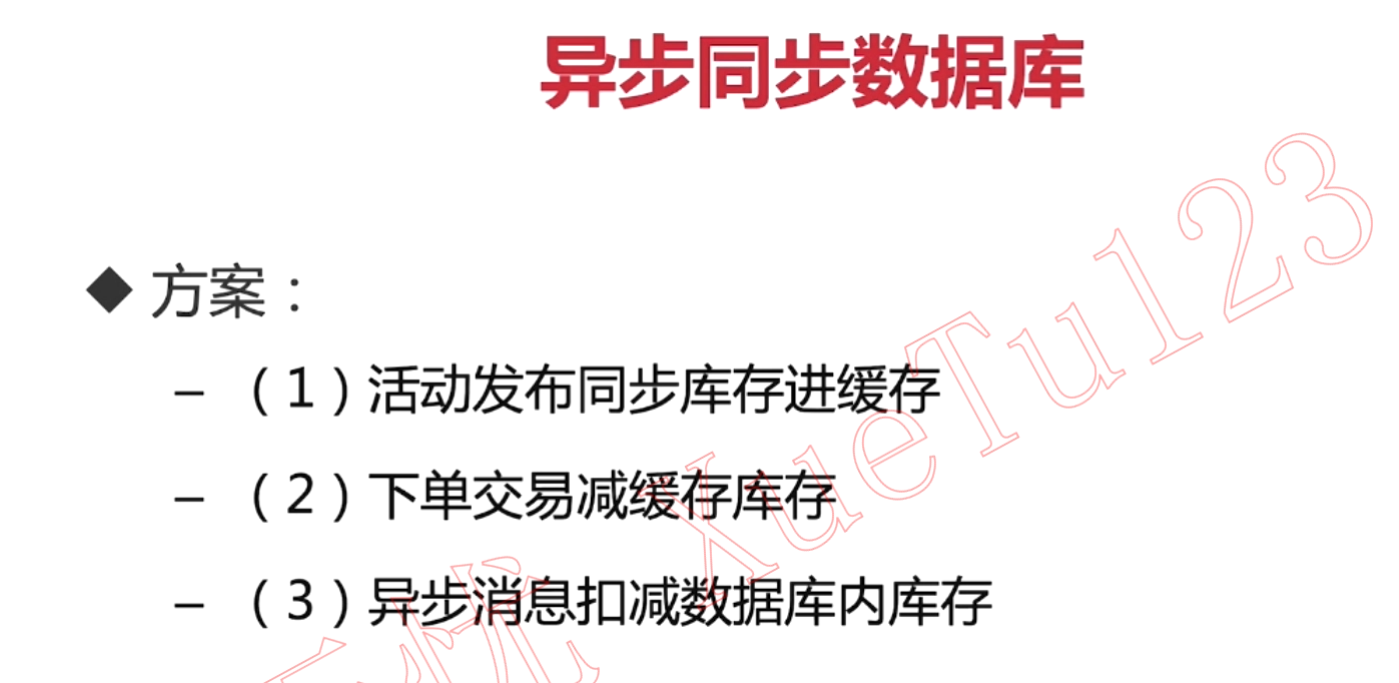 异步同步数据库
◆ 方案：
– （1）活动发布同步库存进缓存
– （2）下单交易减缓存库存
– （3）异步消息扣减数据库内库存
忧 XueTu123